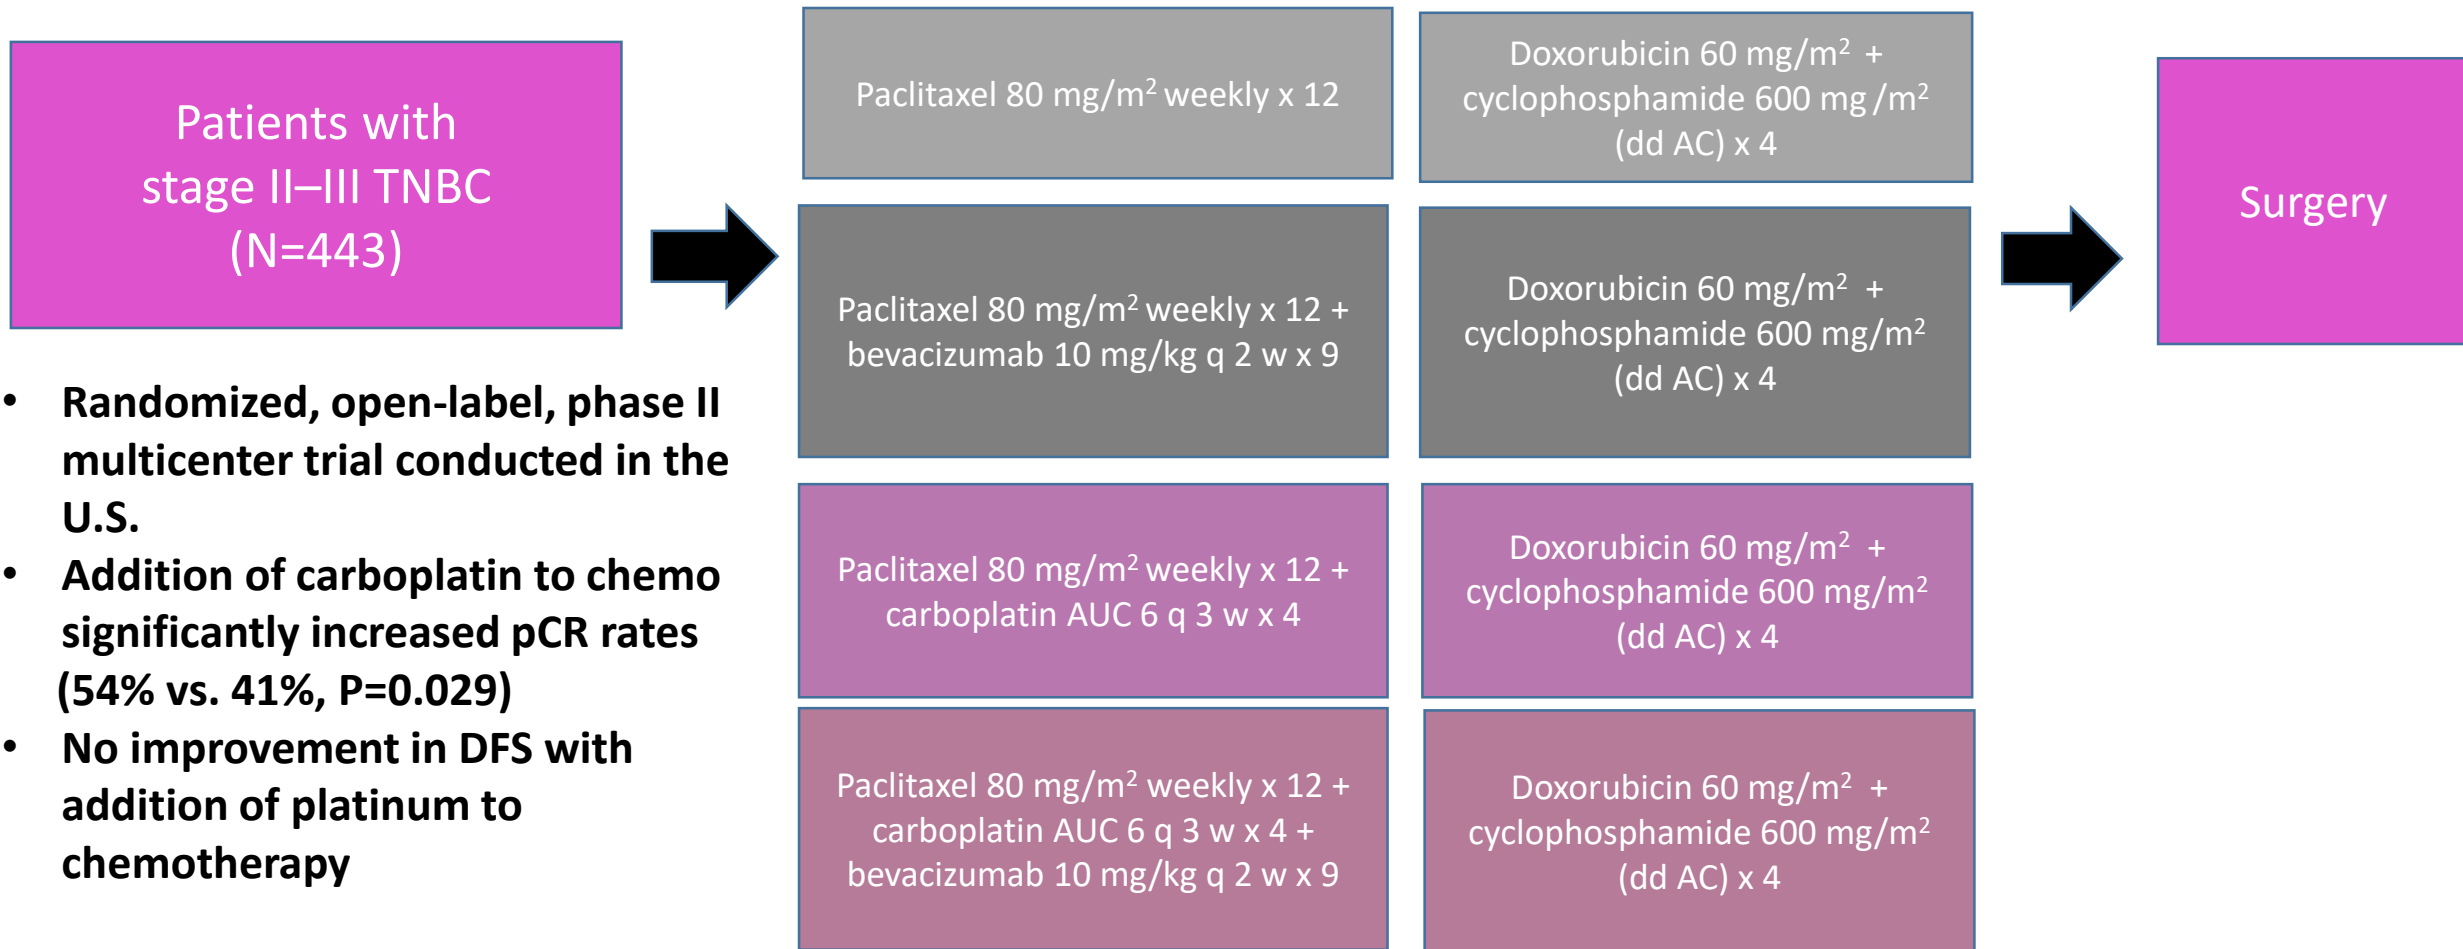 Patients with
stage II–III TNBC
(N=443)
• Randomized, open-label, phase II
multicenter trial conducted in the
U.S.
• Addition of carboplatin to chemo
significantly increased pCR rates
(54% vs. 41%, P=0.029)
• No improvement in DFS with
addition of platinum to
chemotherapy
Paclitaxel 80 mg/m² weekly x 12
Doxorubicin 60 mg/m² +
cyclophosphamide 600 mg/m²
(dd AC) x 4
Paclitaxel 80 mg/m² weekly x 12 +
bevacizumab 10 mg/kg q 2 w x 9
Doxorubicin 60 mg/m² +
cyclophosphamide 600 mg/m²
(dd AC) x 4
Paclitaxel 80 mg/m² weekly x 12 +
carboplatin AUC 6 q 3 w x 4
Doxorubicin 60 mg/m² +
cyclophosphamide 600 mg/m²
(dd AC) x 4
Paclitaxel 80 mg/m² weekly x 12 +
carboplatin AUC 6 q 3 w x 4 +
bevacizumab 10 mg/kg q 2 w x 9
Doxorubicin 60 mg/m² +
cyclophosphamide 600 mg/m²
(dd AC) x 4
Surgery